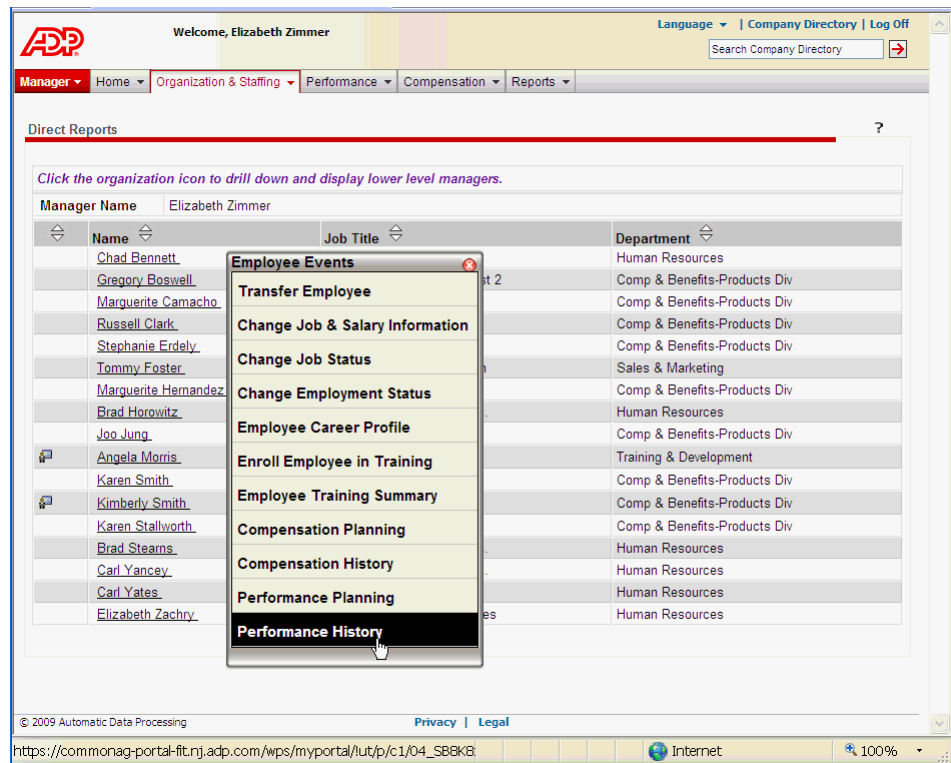 ADP
Welcome, Elizabeth Zimmer
Language | Company Directory | Log Off
Search Company Directory
Manager Home Organization & Staffing Performance Compensation Reports
Direct Reports ?
Click the organization icon to drill down and display lower level managers.
Manager Name Elizabeth Zimmer
Name Job Title Department
Chad Bennett Human Resources
Gregory Boswell st 2 Comp & Benefits-Products Div
Marguerite Camacho Comp & Benefits-Products Div
Russell Clark Comp & Benefits-Products Div
Stephanie Erdely Comp & Benefits-Products Div
Tommy Foster Sales & Marketing
Marguerite Hernandez Comp & Benefits-Products Div
Brad Horowitz Human Resources
Joo Jung Comp & Benefits-Products Div
Angela Morris Training & Development
Karen Smith Comp & Benefits-Products Div
Kimberly Smith Comp & Benefits-Products Div
Karen Stallworth Comp & Benefits-Products Div
Brad Stearns Human Resources
Carl Yancey Human Resources
Carl Yates Human Resources
Elizabeth Zachry es Human Resources
Employee Events
Transfer Employee
Change Job & Salary Information
Change Job Status
Change Employment Status
Employee Career Profile
Enroll Employee in Training
Employee Training Summary
Compensation Planning
Compensation History
Performance Planning
Performance History
© 2009 Automatic Data Processing Privacy | Legal
https://commonag-portal-fit.nj.adp.com/wps/myportal/!ut/p/c1/04_SB8K8 Internet 100%